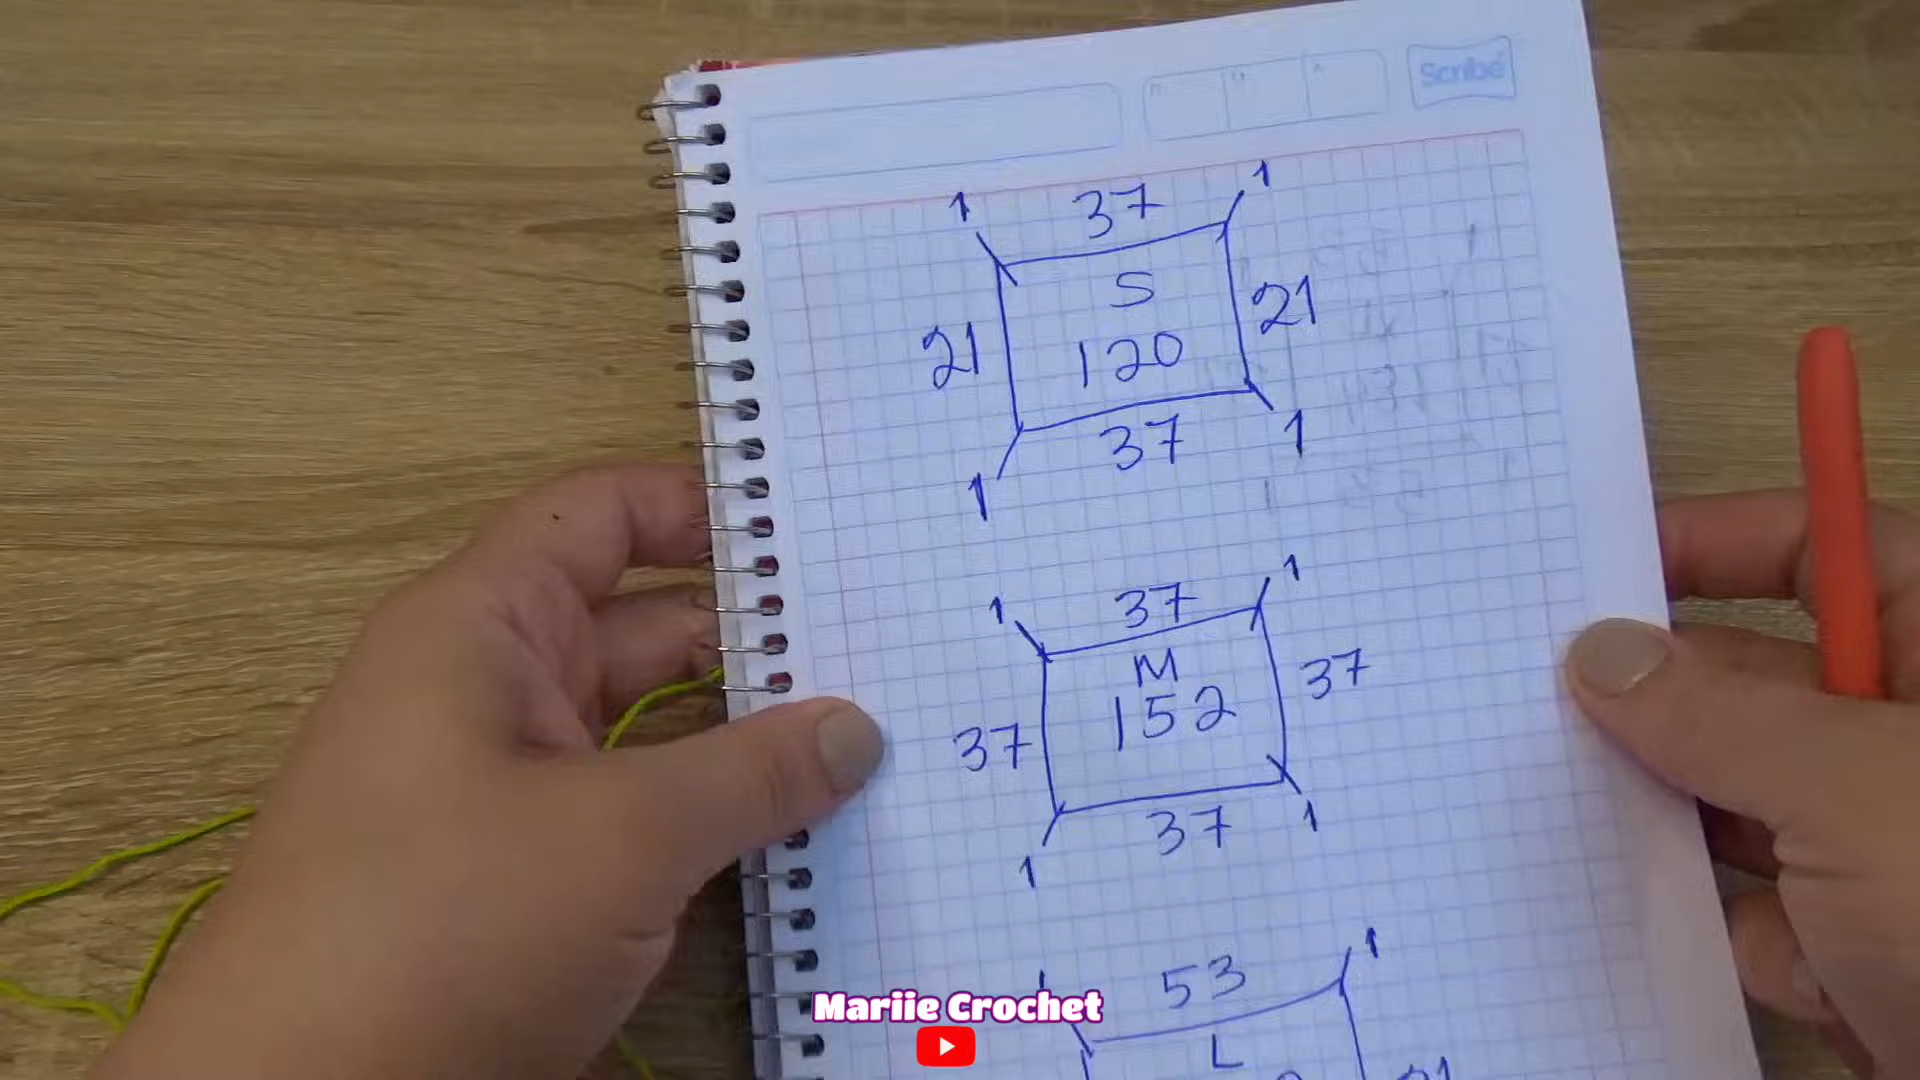 Scribe
1 37 1
S
21 120 21
37
1 1
1 37 1
M
37 152 37
37
1 1
53 1
L
Mariie Crochet